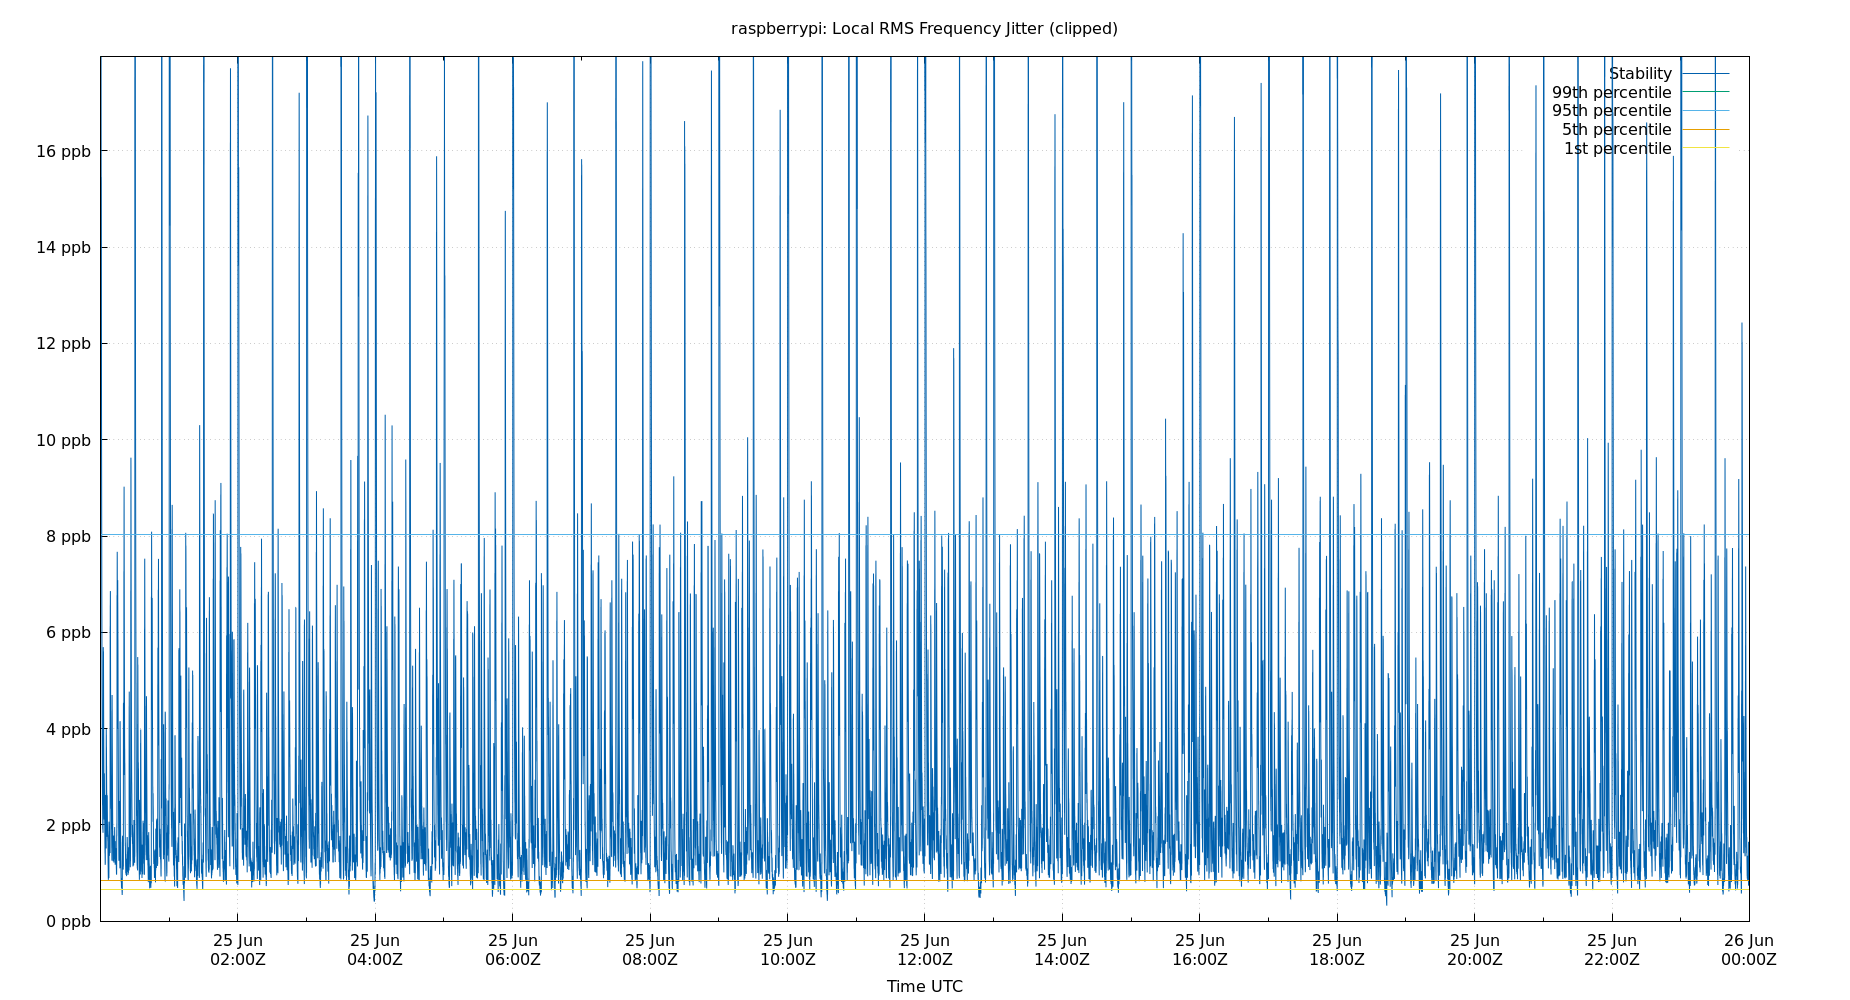 raspberrypi: Local RMS Frequency Jitter (clipped)
Stability
99th percentile
95th percentile
5th percentile
1st percentile
16 ppb
14 ppb
12 ppb
10 ppb
8 ppb
6 ppb
4 ppb
2 ppb
0 ppb
25 Jun 25 Jun 25 Jun 25 Jun 25 Jun 25 Jun 25 Jun 25 Jun 25 Jun 25 Jun 25 Jun 26 Jun
02:00Z 04:00Z 06:00Z 08:00Z 10:00Z 12:00Z 14:00Z 16:00Z 18:00Z 20:00Z 22:00Z 00:00Z
Time UTC